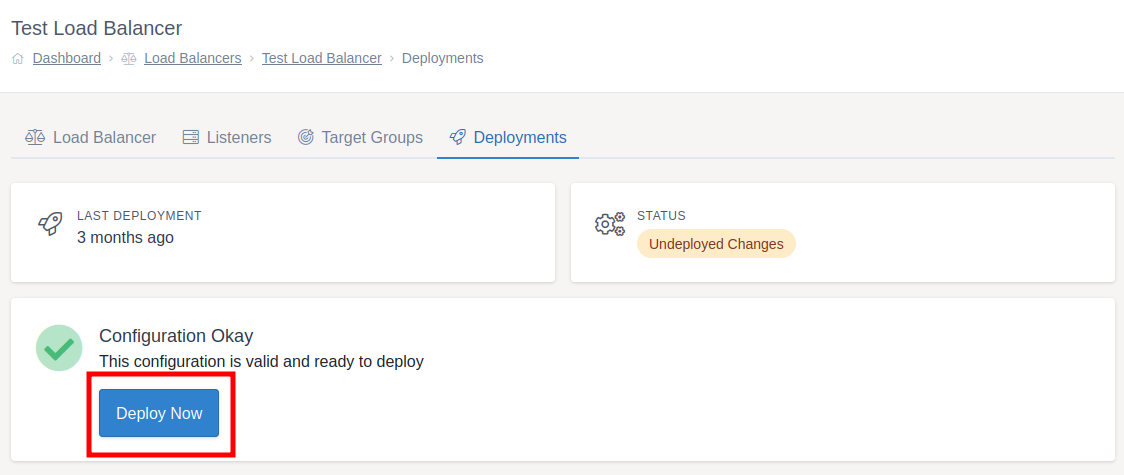 Test Load Balancer
Dashboard › Load Balancers › Test Load Balancer › Deployments
Load Balancer Listeners Target Groups Deployments
LAST DEPLOYMENT
3 months ago
STATUS
Undeployed Changes
Configuration Okay
This configuration is valid and ready to deploy
Deploy Now